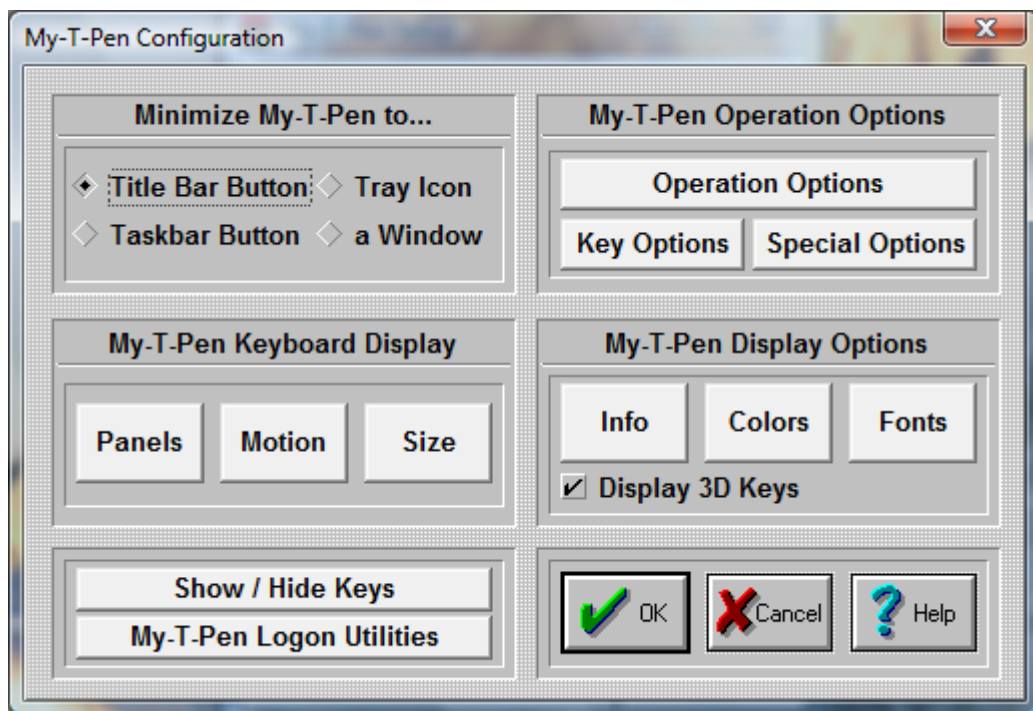 My-T-Pen Configuration
Minimize My-T-Pen to...
Title Bar Button
Tray Icon
Taskbar Button
a Window
My-T-Pen Operation Options
Operation Options
Key Options
Special Options
My-T-Pen Keyboard Display
Panels
Motion
Size
My-T-Pen Display Options
Info
Colors
Fonts
Display 3D Keys
Show / Hide Keys
My-T-Pen Logon Utilities
OK
Cancel
Help